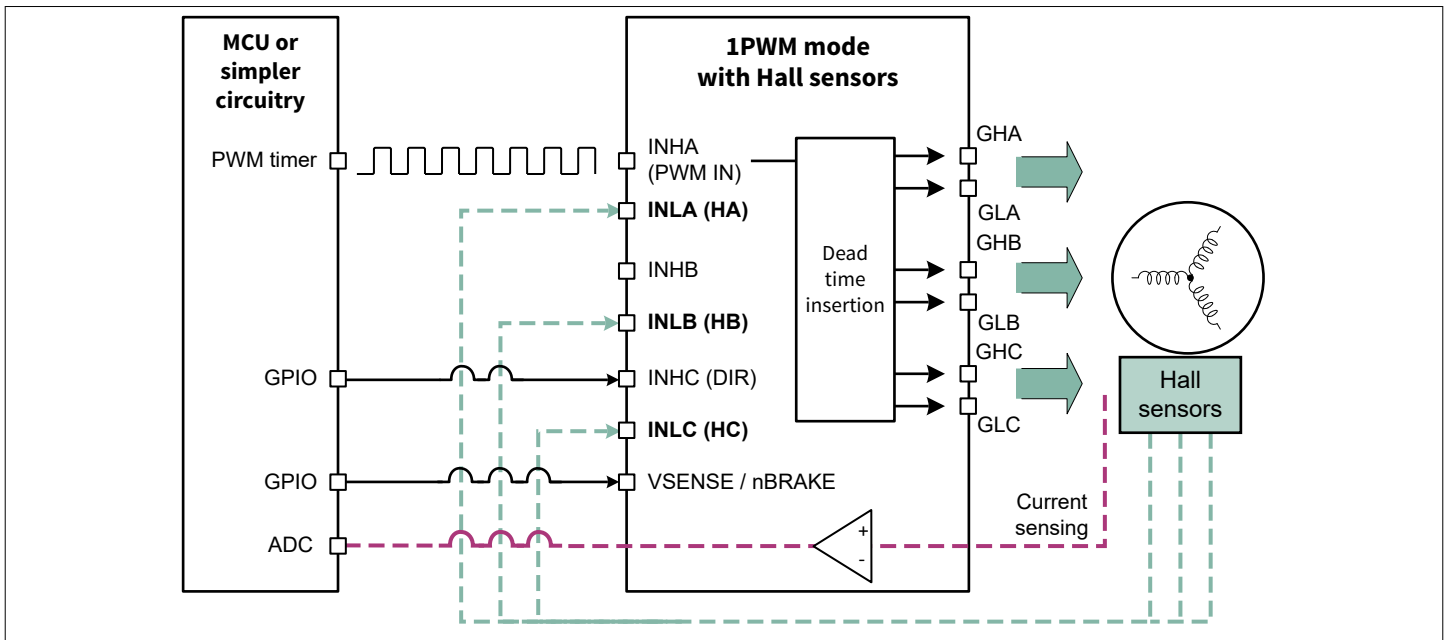 MCU or
simpler
circuitry
PWM timer
GPIO
GPIO
ADC
1PWM mode
with Hall sensors
INHA
(PWM IN)
INLA (HA)
INHB
INLB (HB)
INHC (DIR)
INLC (HC)
VSENSE / nBRAKE
Dead
time
insertion
+
-
GHA
GLA
GHB
GLB
GHC
GLC
Hall
sensors
Current
sensing